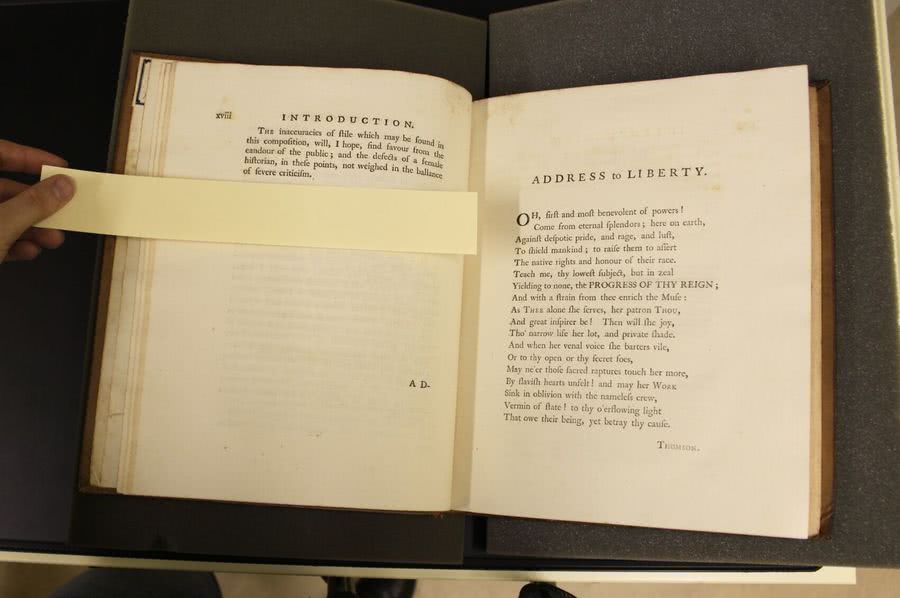 xviii
INTRODUCTION.
THE inaccuracies of ſtile which may be found in
this compoſition, will, I hope, find favour from the
candour of the public; and the defects of a female
hiſtorian, in theſe points, not weighed in the ballance
of ſevere criticiſm.
AD-
ADDRESS to LIBERTY.
OH, firſt and moſt benevolent of powers!
Come from eternal ſplendors; here on earth,
Againſt deſpotic pride, and rage, and luſt,
To ſhield mankind; to raiſe them to aſſert
The native rights and honour of their race.
Teach me, thy loweſt ſubject, but in zeal
Yielding to none, the PROGRESS OF THY REIGN;
And with a ſtrain from thee enrich the Muſe:
As THEE alone ſhe ſerves, her patron THOU,
And great inſpirer be! Then will ſhe joy,
Tho' narrow life her lot, and private ſhade.
And when her venal voice ſhe barters vile,
Or to thy open or thy ſecret foes,
May ne'er thoſe ſacred raptures touch her more,
By ſlaviſh hearts unfelt! and may her WORK
Sink in oblivion with the nameleſs crew,
Vermin of ſtate! to thy o'erflowing light
That owe their being, yet betray thy cauſe.
THOMSON.